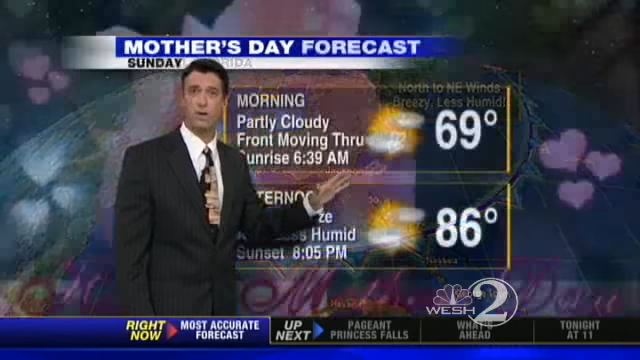 MOTHER'S DAY FORECAST
SUNDAY
MORNING
Partly Cloudy
Front Moving Thru
Sunrise 6:39 AM
North to NE Winds
Breezy, Less Humid!
69°
Less Humid
Sunset 8:05 PM
86°
WESH 2
RIGHT NOW
MOST ACCURATE FORECAST
UP NEXT
PAGEANT PRINCESS FALLS
WHAT'S AHEAD
TONIGHT AT 11